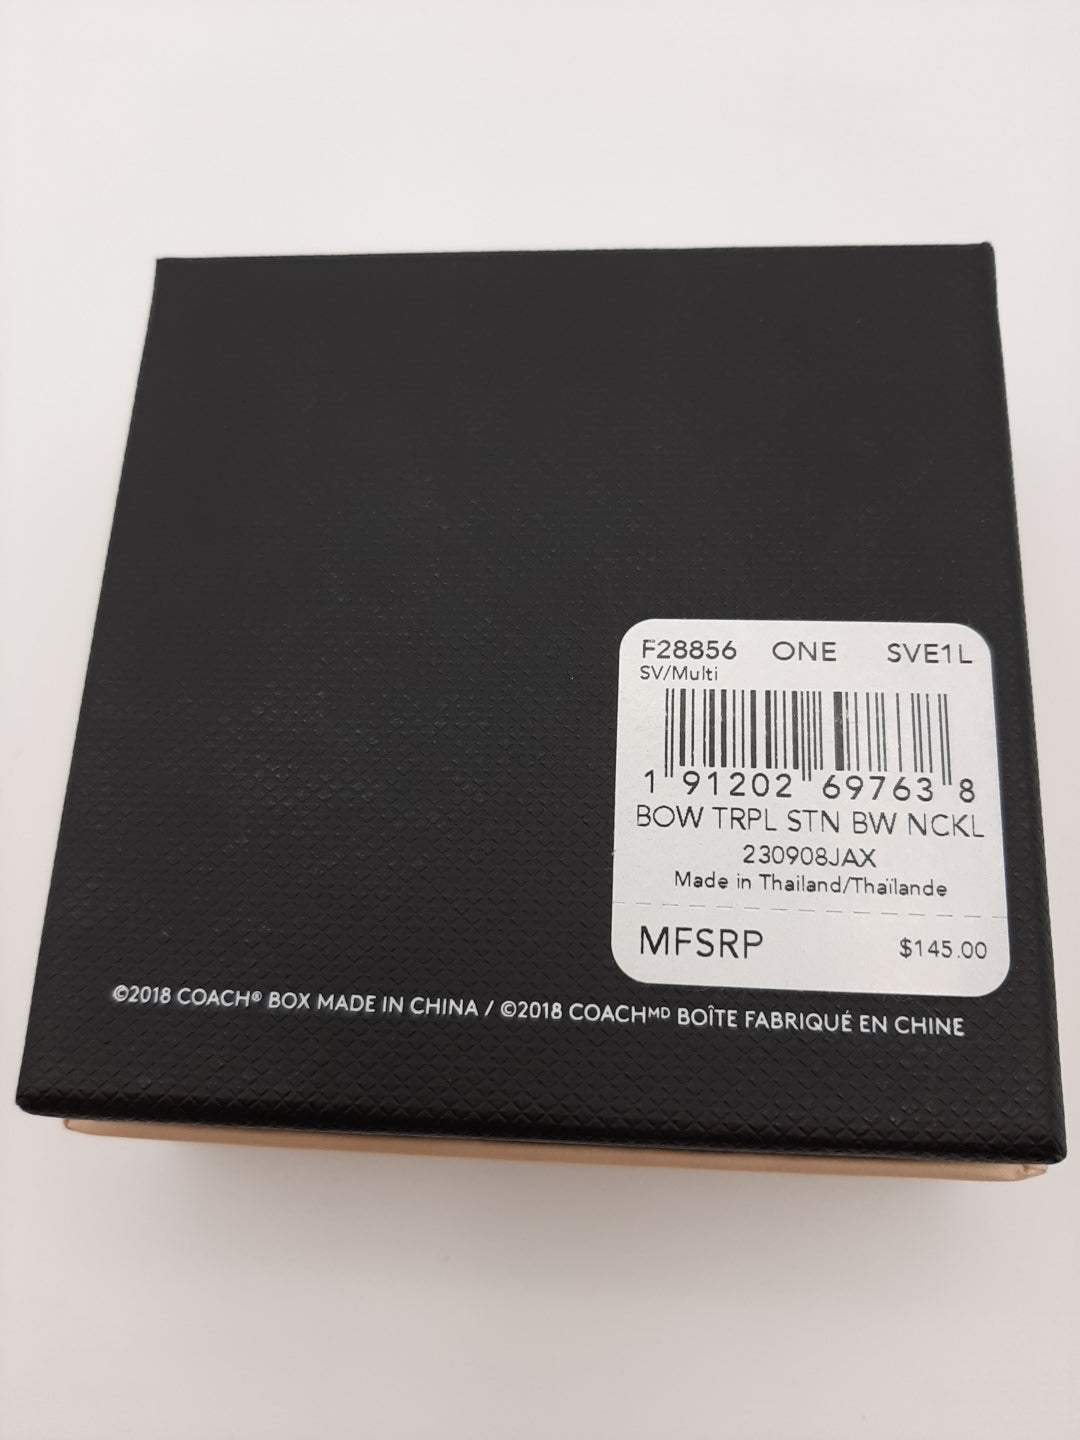 F28856 ONE SVE1L
SV/Multi
1 91202 69763 8
BOW TRPL STN BW NCKL
230908JAX
Made in Thailand/Thaïlande
MFSRP $145.00
©2018 COACH® BOX MADE IN CHINA / ©2018 COACHMD BOÎTE FABRIQUÉ EN CHINE